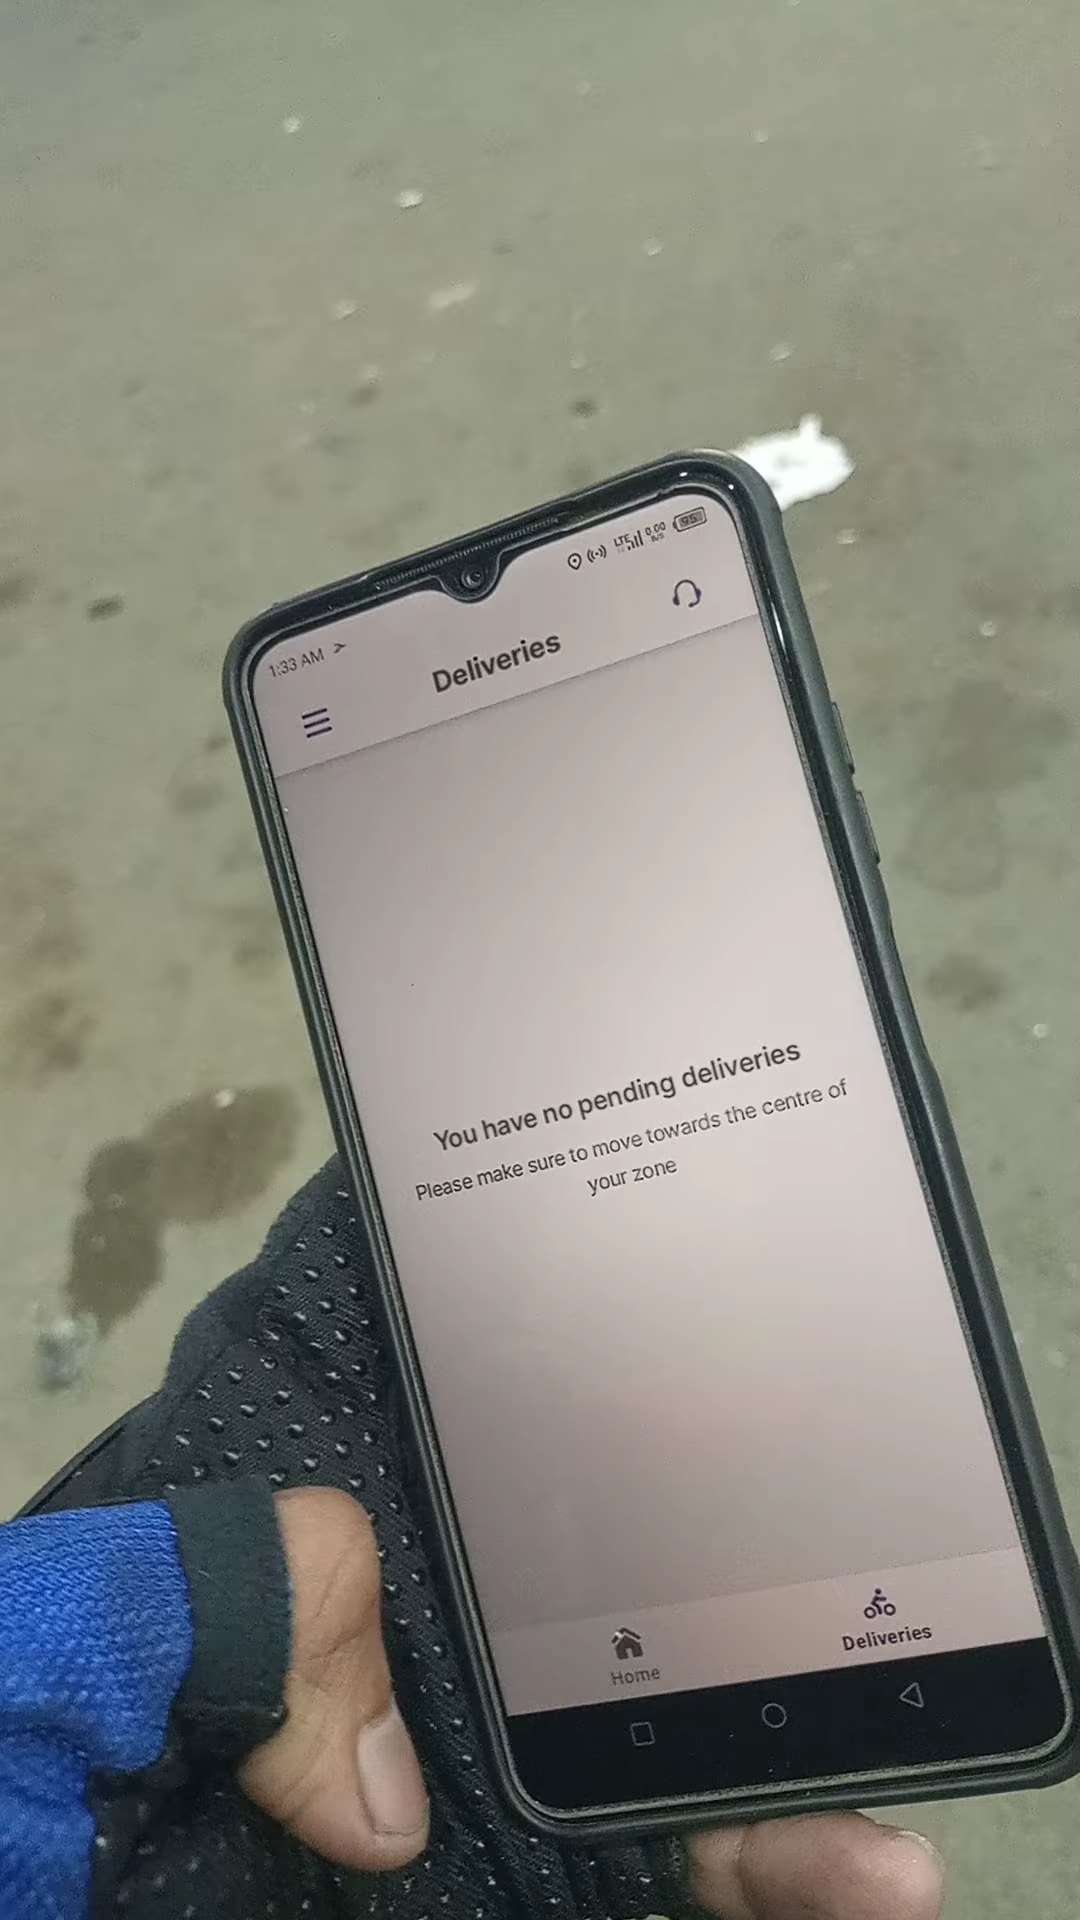 1:33 AM
LTE 0.00 95
B/S
Deliveries
You have no pending deliveries
Please make sure to move towards the centre of
your zone
Home
Deliveries